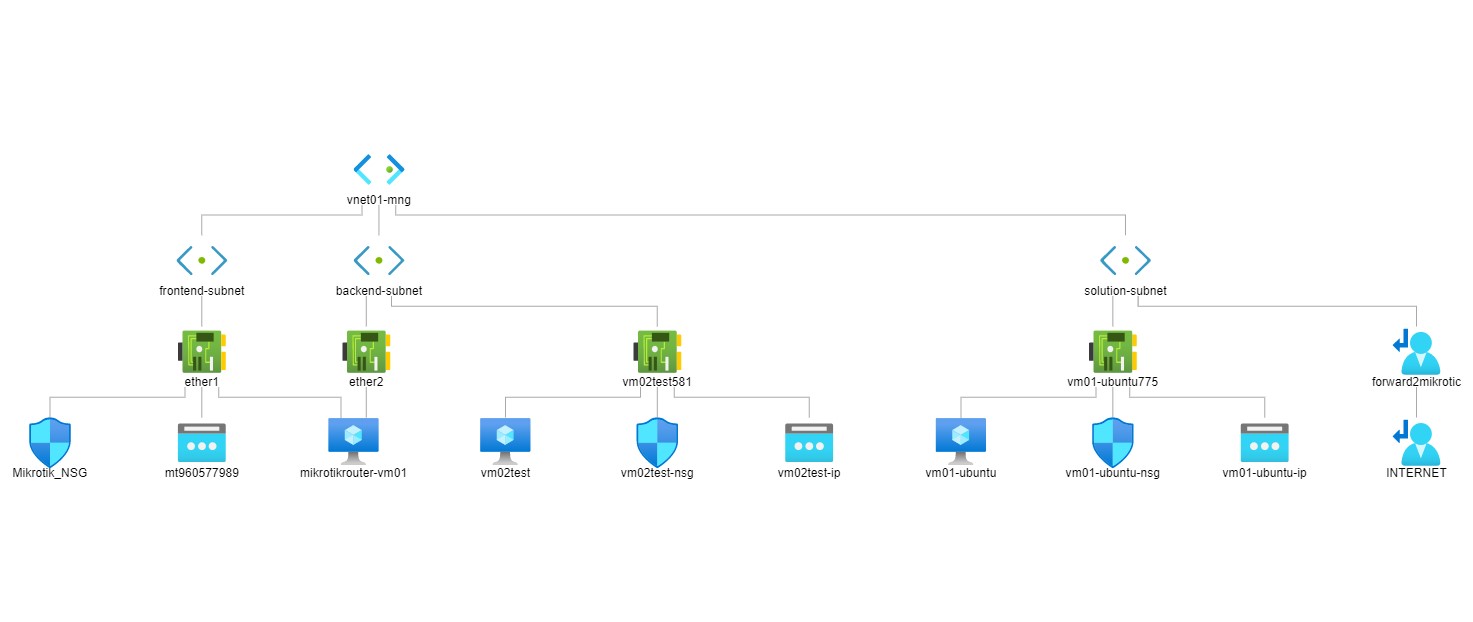 vnet01-mng
frontend-subnet
backend-subnet
solution-subnet
ether1
ether2
vm02test581
vm01-ubuntu775
forward2mikrotic
Mikrotik_NSG
mt960577989
mikrotikrouter-vm01
vm02test
vm02test-nsg
vm02test-ip
vm01-ubuntu
vm01-ubuntu-nsg
vm01-ubuntu-ip
INTERNET